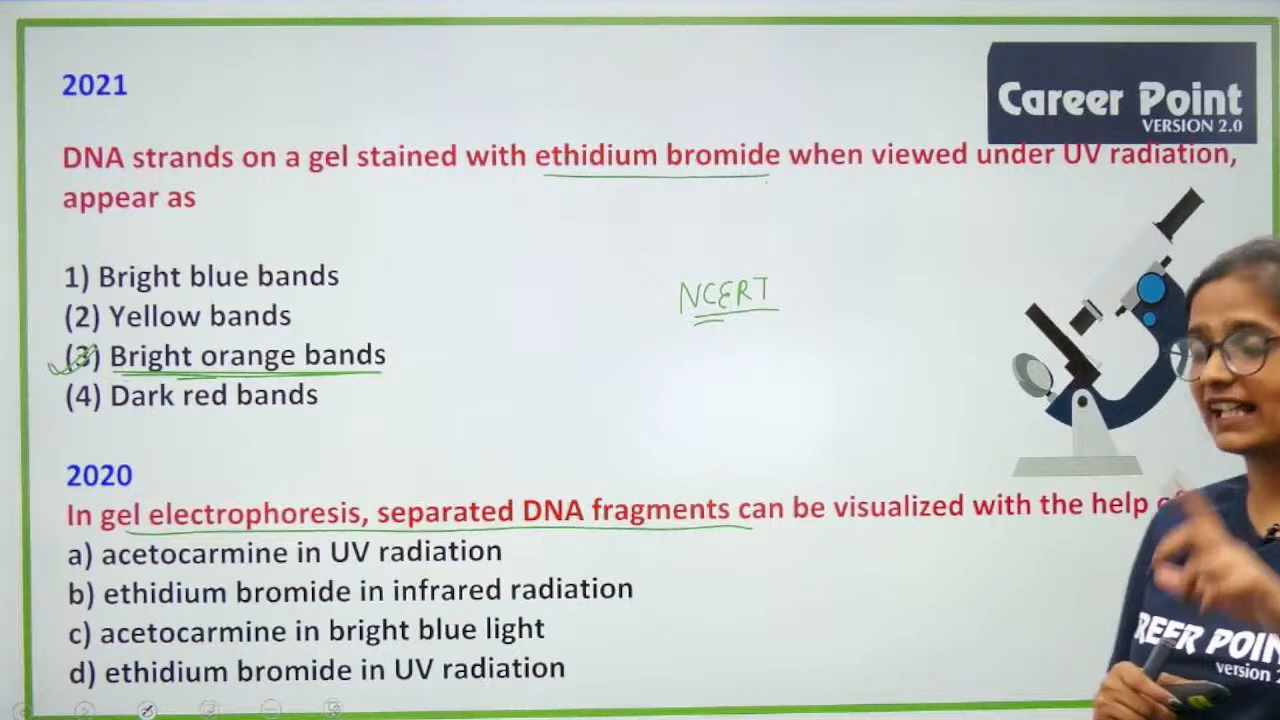 2021
Career Point
VERSION 2.0
DNA strands on a gel stained with ethidium bromide when viewed under UV radiation,
appear as
1) Bright blue bands
(2) Yellow bands
(3) Bright orange bands
(4) Dark red bands
NCERT
2020
In gel electrophoresis, separated DNA fragments can be visualized with the help
a) acetocarmine in UV radiation
b) ethidium bromide in infrared radiation
c) acetocarmine in bright blue light
d) ethidium bromide in UV radiation
REER POIN
version 2